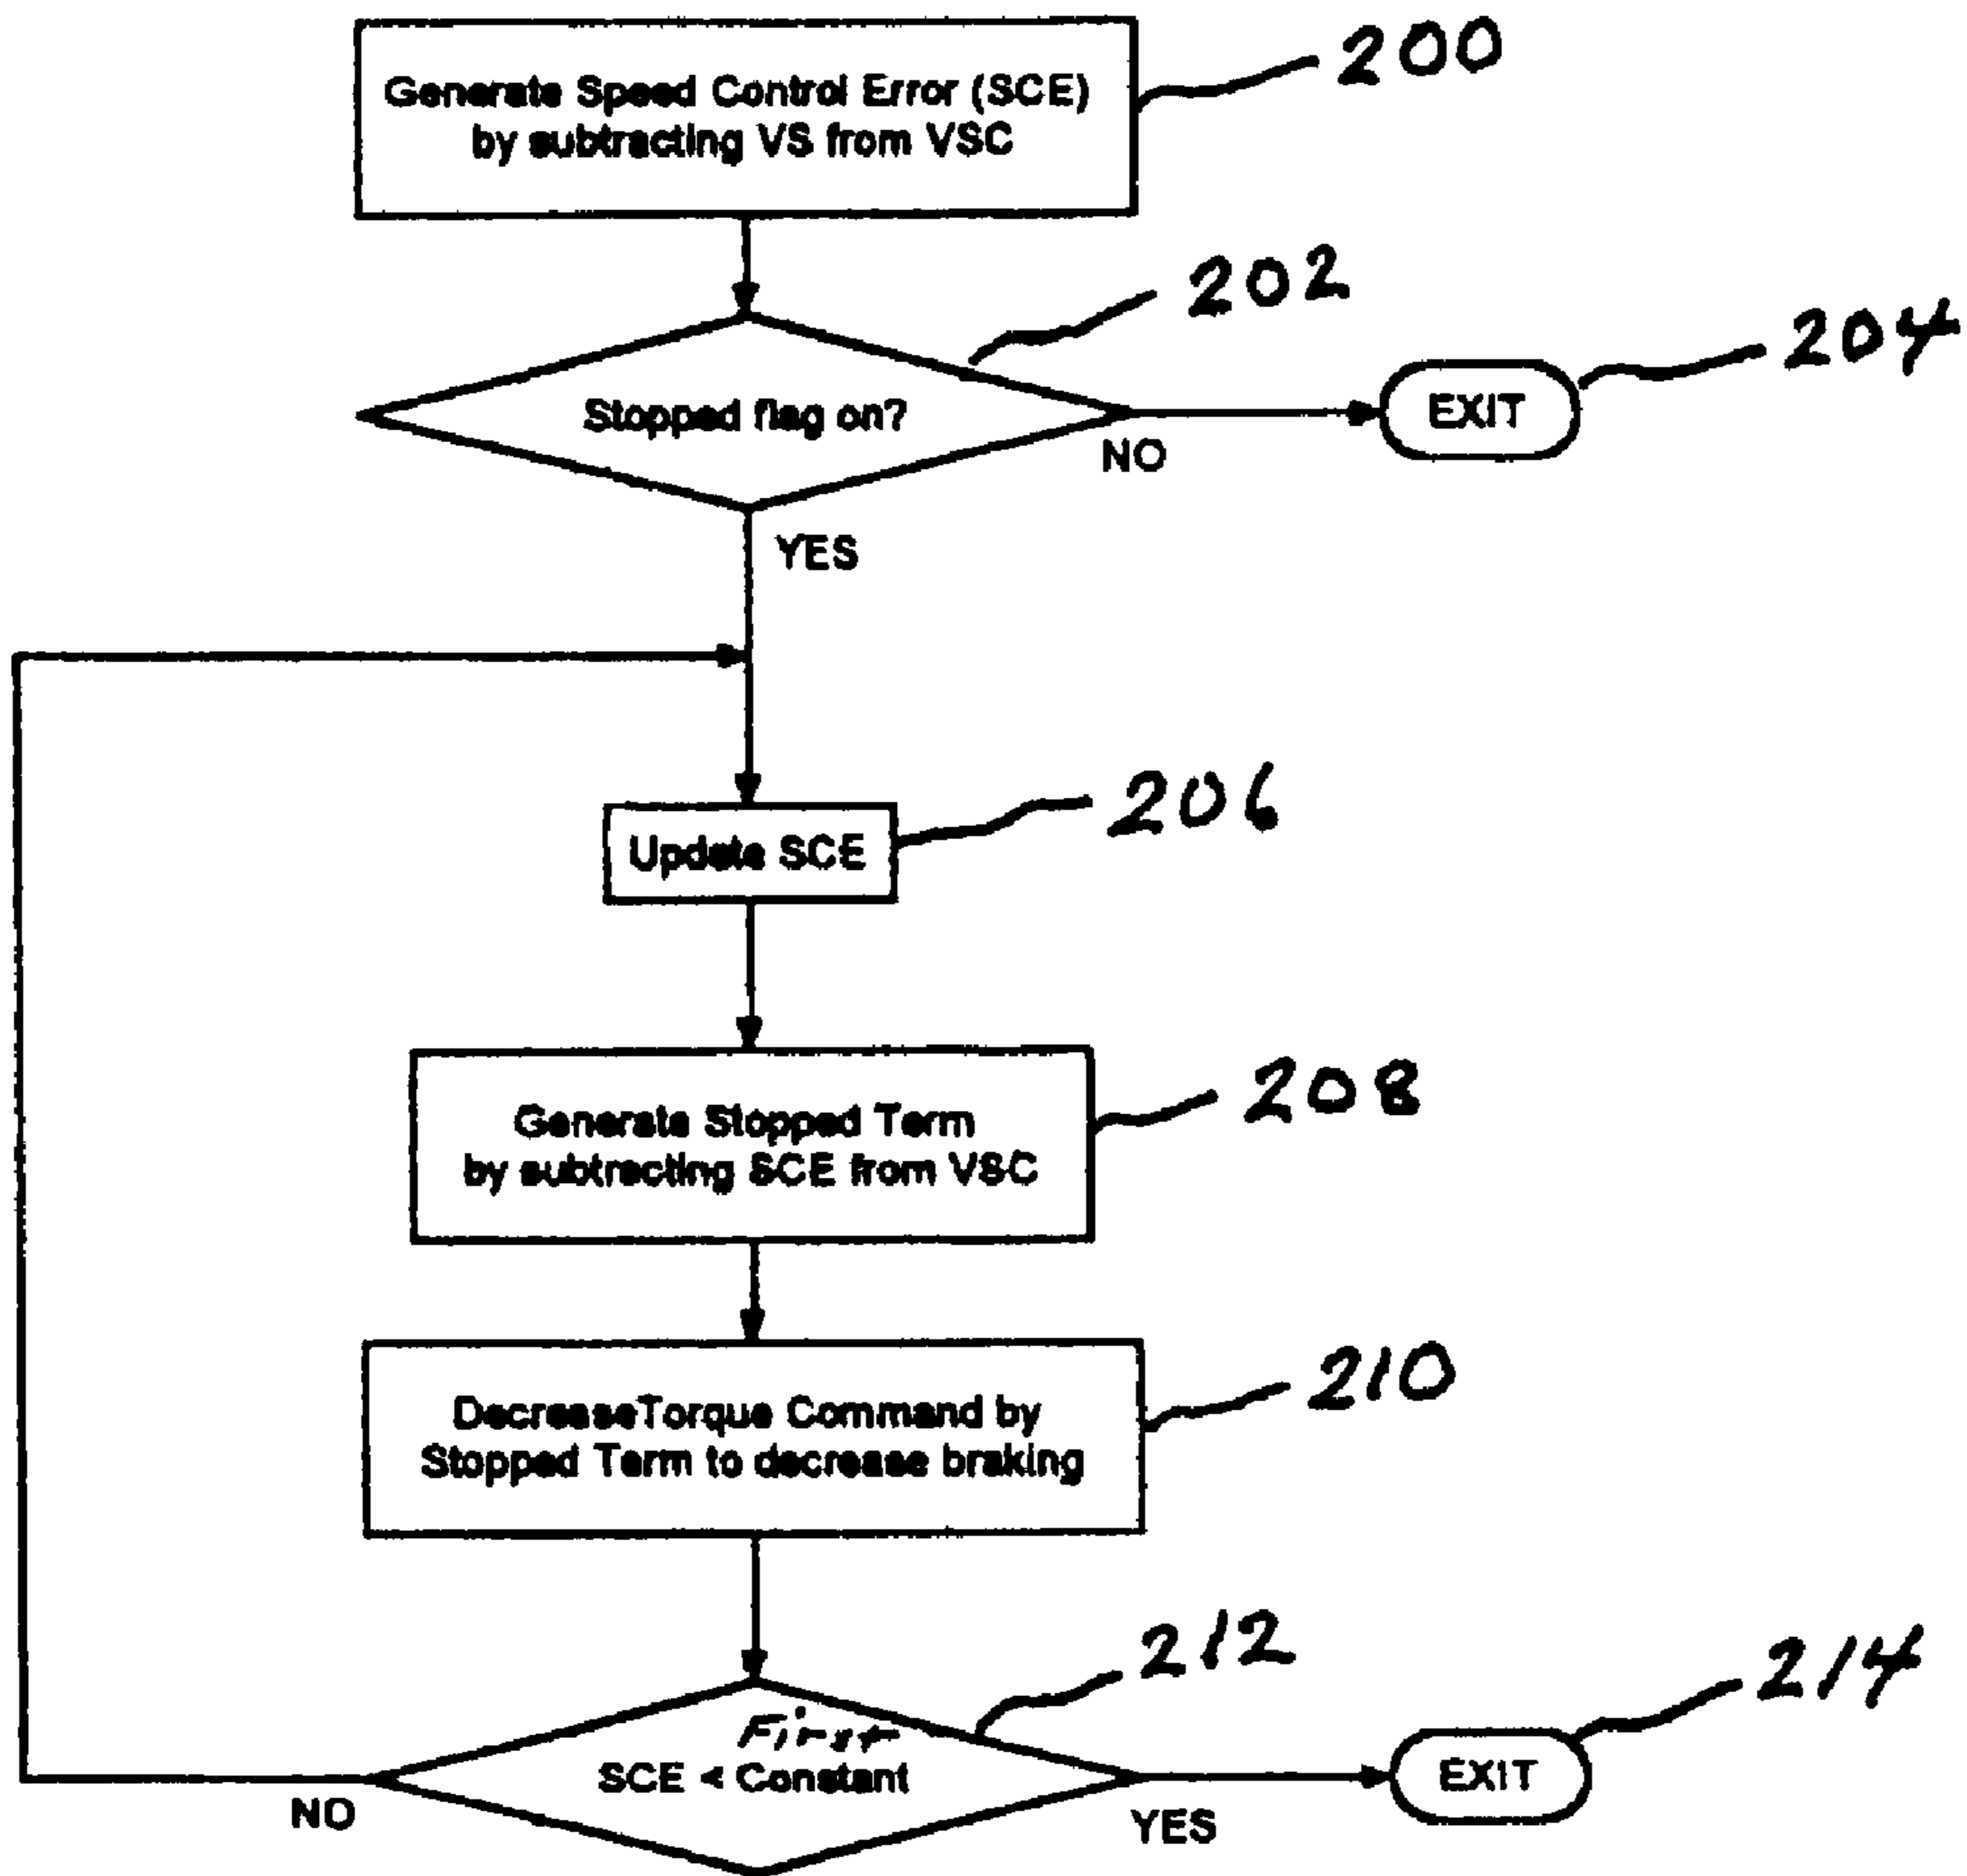 Generate Speed Control Error (SCE)
by subtracting VS from VSC
200
202
Stopped flag on?
NO
EXIT
204
YES
Update SCE
206
Generate Stopped Term
by subtracting SCE from VSC
208
DecreaseTorque Command by
Stopped Term to decrease braking
210
212
First
SCE < Constant
NO
YES
EXIT
214